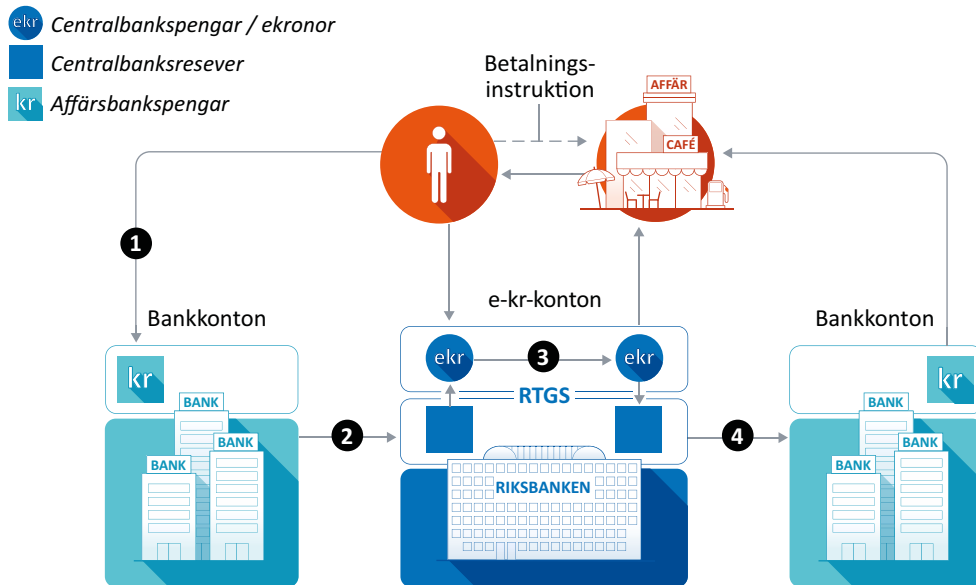 ekr Centralbankspengar / ekronor
Centralbanksresever
kr Affärsbankspengar
Betalnings-
instruktion
AFFÄR
CAFÉ
1
e-kr-konton
Bankkonton
Bankkonton
ekr 3 ekr
kr
kr
RTGS
BANK
BANK
2
4
BANK
BANK
BANK
BANK
RIKSBANKEN